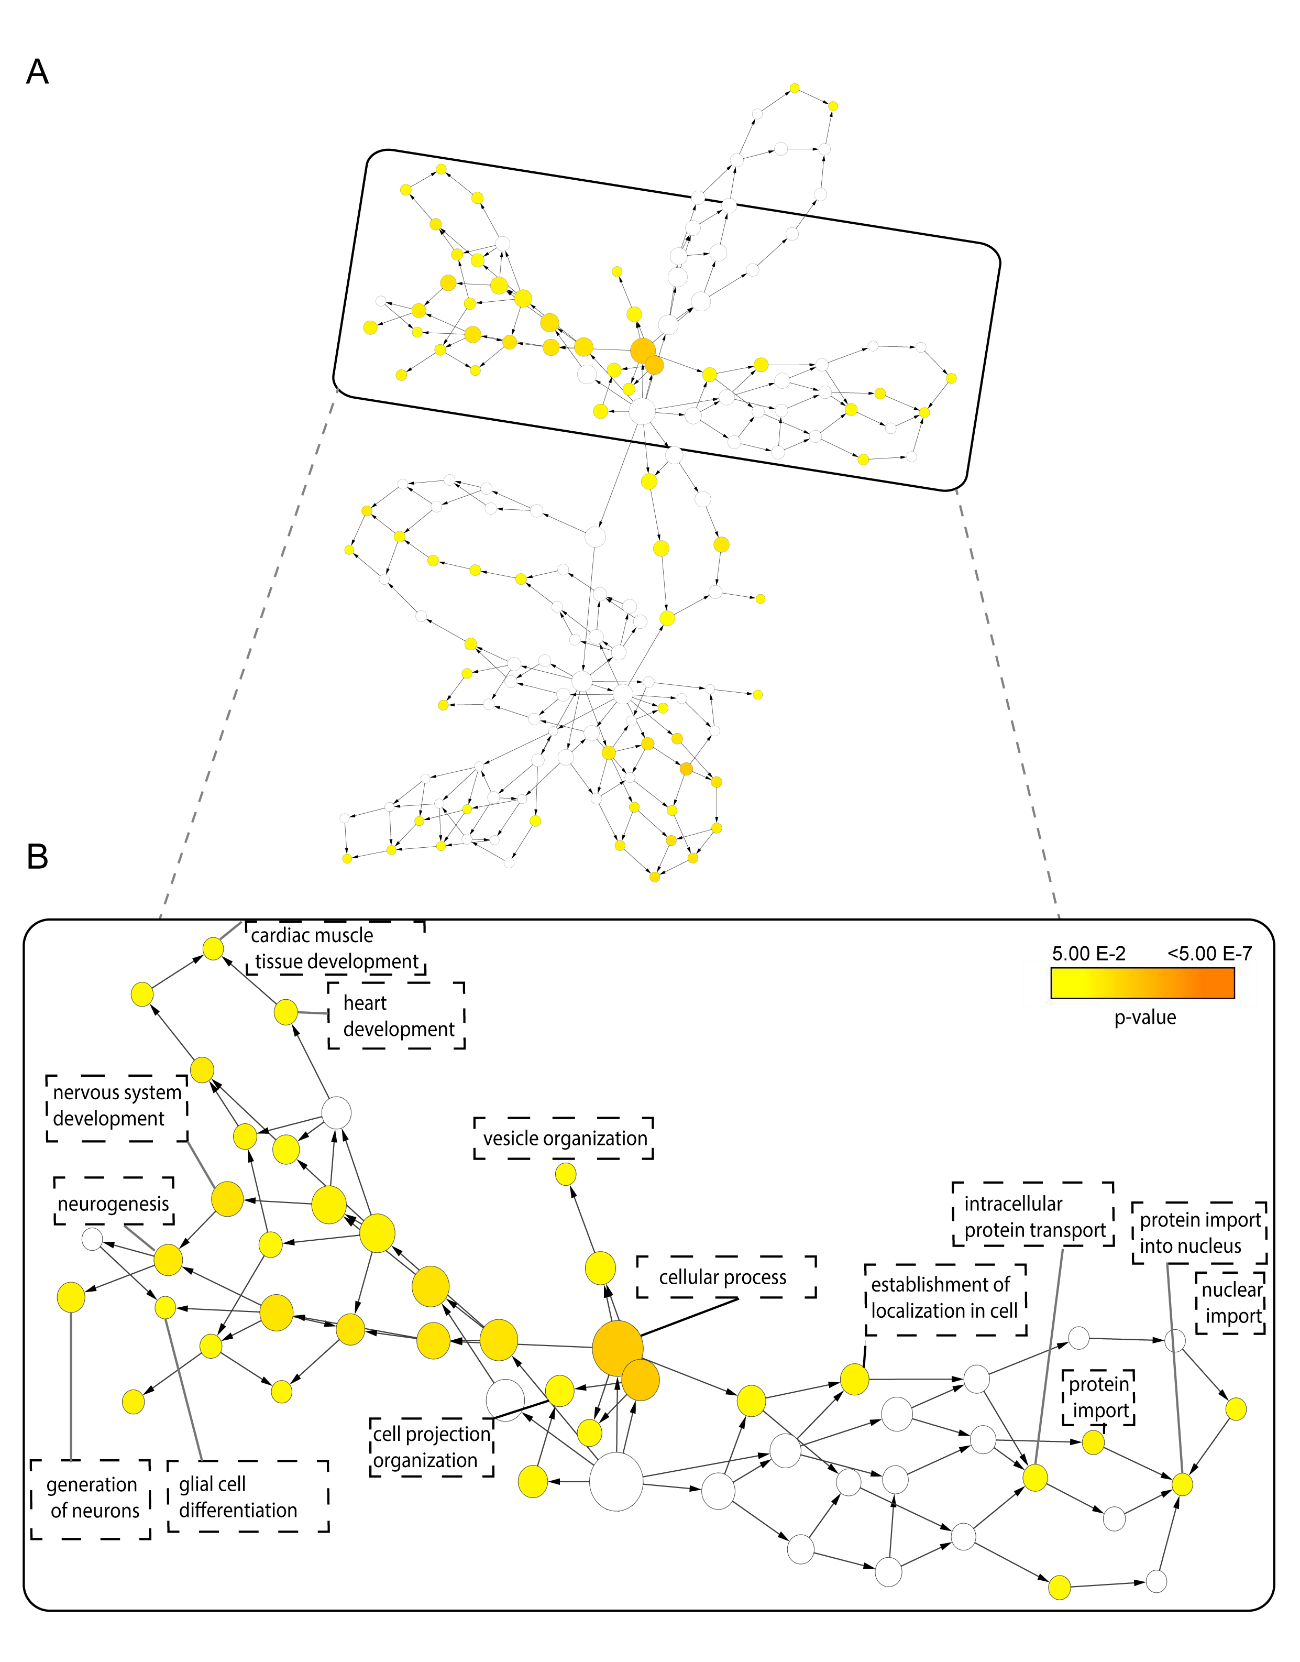 A
B
cardiac muscle
tissue development
5.00 E-2 <5.00 E-7
p-value
heart
development
nervous system
development
vesicle organization
neurogenesis
intracellular
protein transport
protein import
into nucleus
cellular process
establishment of
localization in cell
nuclear
import
protein
import
cell projection
organization
generation
of neurons
glial cell
differentiation